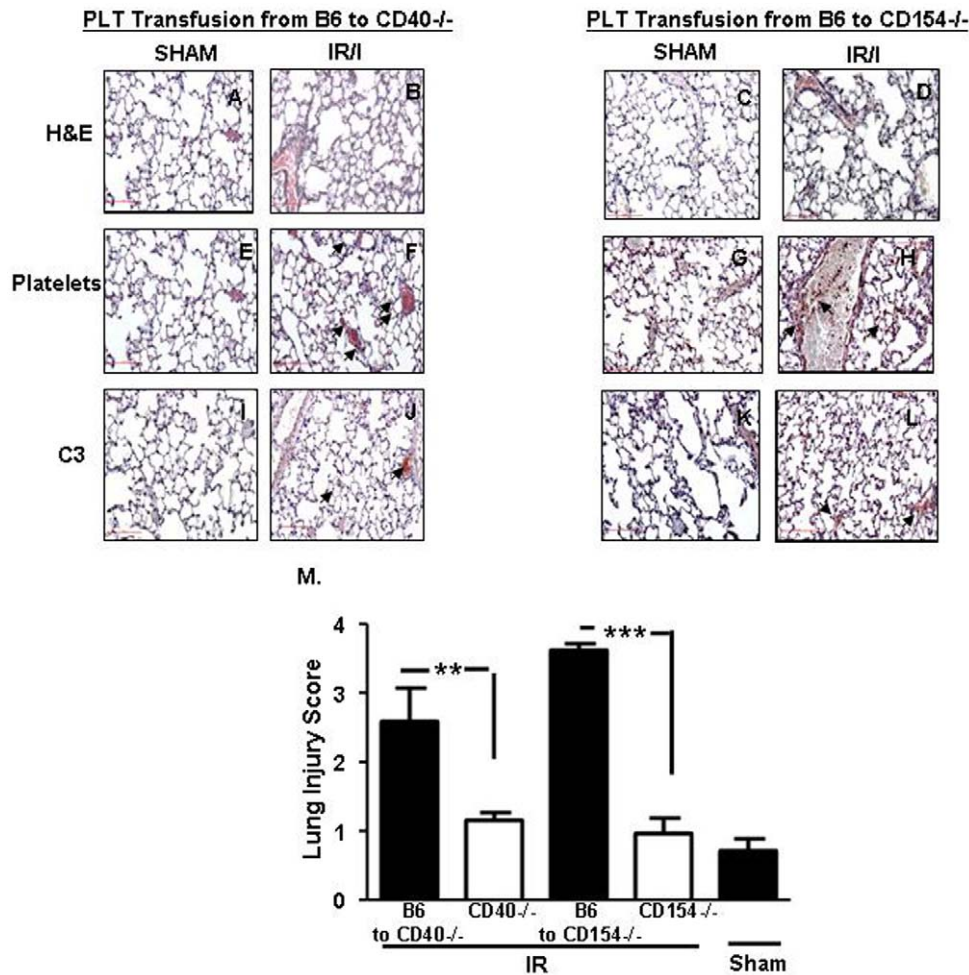 PLT Transfusion from B6 to CD40-/-
PLT Transfusion from B6 to CD154-/-
SHAM IR/I SHAM IR/I
H&E A B C D
Platelets E F G H
C3 I J K L
M.
Lung Injury Score
4
3
2
1
0
** ***
B6 to CD40-/-
CD40-/-
B6 to CD154-/-
CD154-/-
IR
Sham